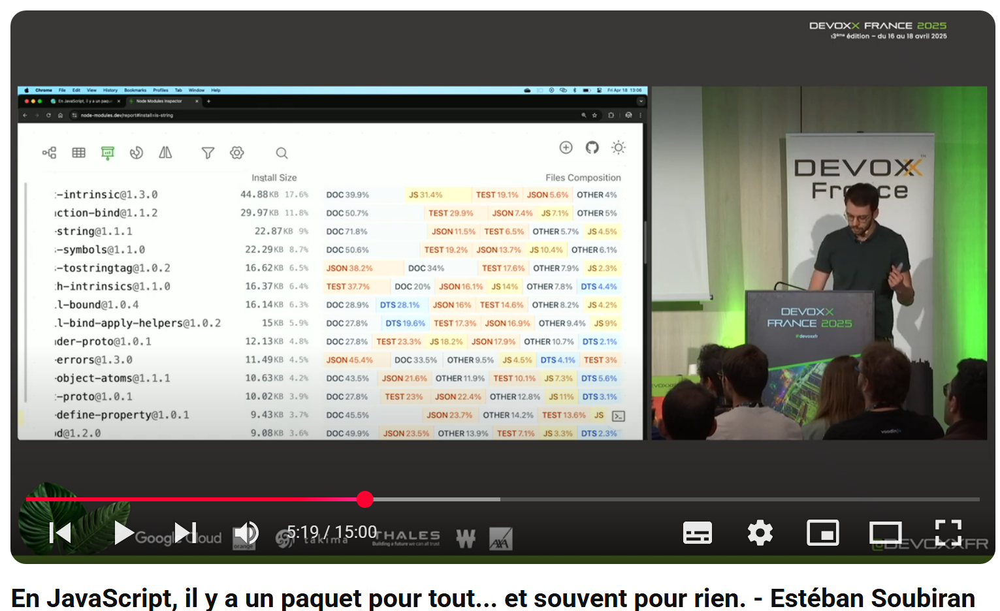 DEVOXX FRANCE 2025
13ème édition – du 16 au 18 avril 2025
Chrome File Edit View History Bookmarks Profiles Tab Window Help
Fri Apr 18 13:06
En JavaScript, il y a un paqu
Node Modules Inspector
node-modules.dev/report#install=is-string
Install Size
Files Composition
-intrinsic@1.3.0 44.88KB 17.6% DOC 39.9% JS 31.4% TEST 19.1% JSON 5.6% OTHER 4%
ction-bind@1.1.2 29.97KB 11.8% DOC 50.7% TEST 29.9% JSON 7.4% JS 7.1% OTHER 5%
-string@1.1.1 22.87KB 9% DOC 71.8% JSON 11.5% TEST 6.5% OTHER 5.7% JS 4.5%
-symbols@1.1.0 22.29KB 8.7% DOC 50.6% TEST 19.2% JSON 13.7% JS 10.4% OTHER 6.1%
-tostringtag@1.0.2 16.62KB 6.5% JSON 38.2% DOC 34% TEST 17.6% OTHER 7.9% JS 2.3%
h-intrinsics@1.1.0 16.37KB 6.4% TEST 37.7% DOC 20% JSON 16.1% JS 14% OTHER 7.8% DTS 4.4%
l-bound@1.0.4 16.14KB 6.3% DOC 28.9% DTS 28.1% JSON 16% TEST 14.6% OTHER 8.2% JS 4.2%
l-bind-apply-helpers@1.0.2 15KB 5.9% DOC 27.8% DTS 19.6% TEST 17.3% JSON 16.9% OTHER 9.4% JS 9%
der-proto@1.0.1 12.13KB 4.8% DOC 27.8% TEST 23.3% JS 18.2% JSON 17.9% OTHER 10.7% DTS 2.1%
-errors@1.3.0 11.49KB 4.5% JSON 45.4% DOC 33.5% OTHER 9.5% JS 4.5% DTS 4.1% TEST 3%
-object-atoms@1.1.1 10.63KB 4.2% DOC 43.5% JSON 21.6% OTHER 11.9% TEST 10.1% JS 7.3% DTS 5.6%
-proto@1.0.1 10.02KB 3.9% DOC 27.8% TEST 23% JSON 22.4% OTHER 12.8% JS 11% DTS 3.1%
-define-property@1.0.1 9.43KB 3.7% DOC 45.5% JSON 23.7% OTHER 14.2% TEST 13.6% JS
d@1.2.0 9.08KB 3.6% DOC 49.9% JSON 23.5% OTHER 13.9% TEST 7.1% JS 3.3% DTS 2.3%
DEVOXX™
France
DEVOXX
FRANCE 2025
#devoxxfr
voodin
Google Cloud
orange
5:19 / 15:00
takima
THALES
Building a future we can all trust
W
AXA
@DEVOXXFR
En JavaScript, il y a un paquet pour tout... et souvent pour rien. - Estéban Soubiran